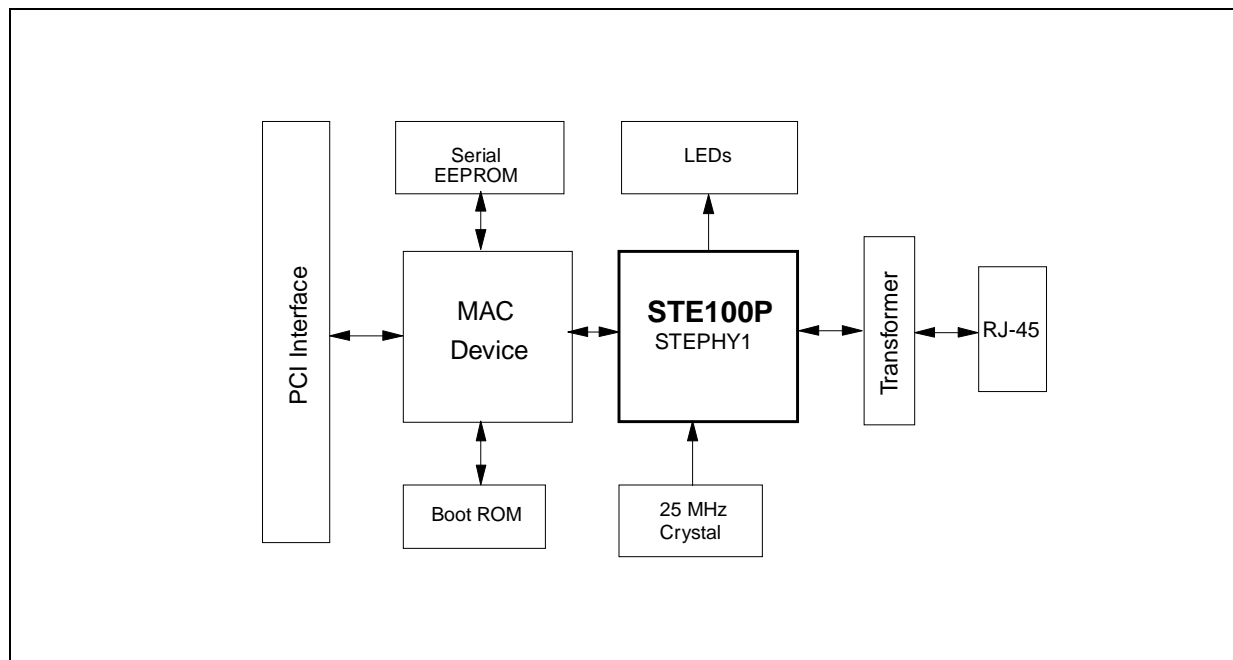 PCI Interface
Serial
EEPROM
LEDs
MAC
Device
STE100P
STEPHY1
Transformer
RJ-45
Boot ROM
25 MHz
Crystal